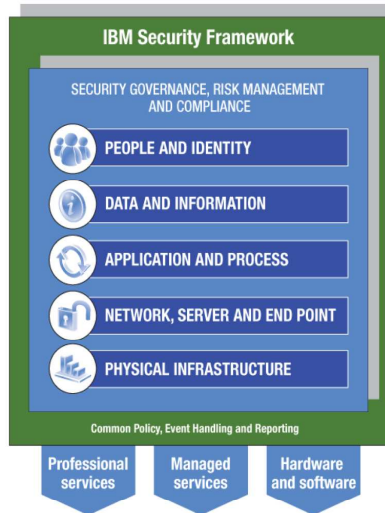 IBM Security Framework
SECURITY GOVERNANCE, RISK MANAGEMENT
AND COMPLIANCE
PEOPLE AND IDENTITY
DATA AND INFORMATION
APPLICATION AND PROCESS
NETWORK, SERVER AND END POINT
PHYSICAL INFRASTRUCTURE
Common Policy, Event Handling and Reporting
Professional
services
Managed
services
Hardware
and software